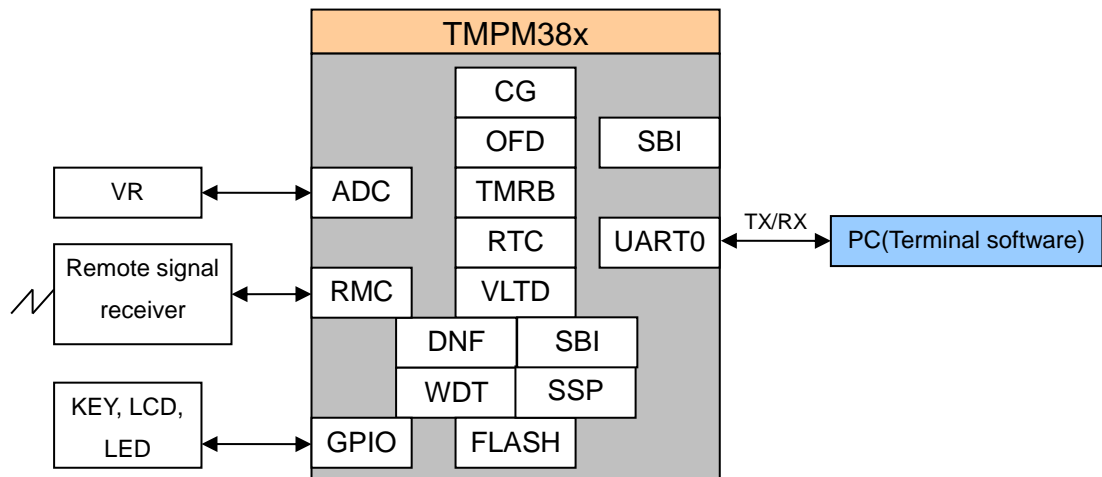 TMPM38x
CG
OFD
SBI
VR
ADC
TMRB
RTC
UART0
TX/RX
PC(Terminal software)
Remote signal
receiver
RMC
VLTD
DNF
SBI
WDT
SSP
KEY, LCD,
LED
GPIO
FLASH